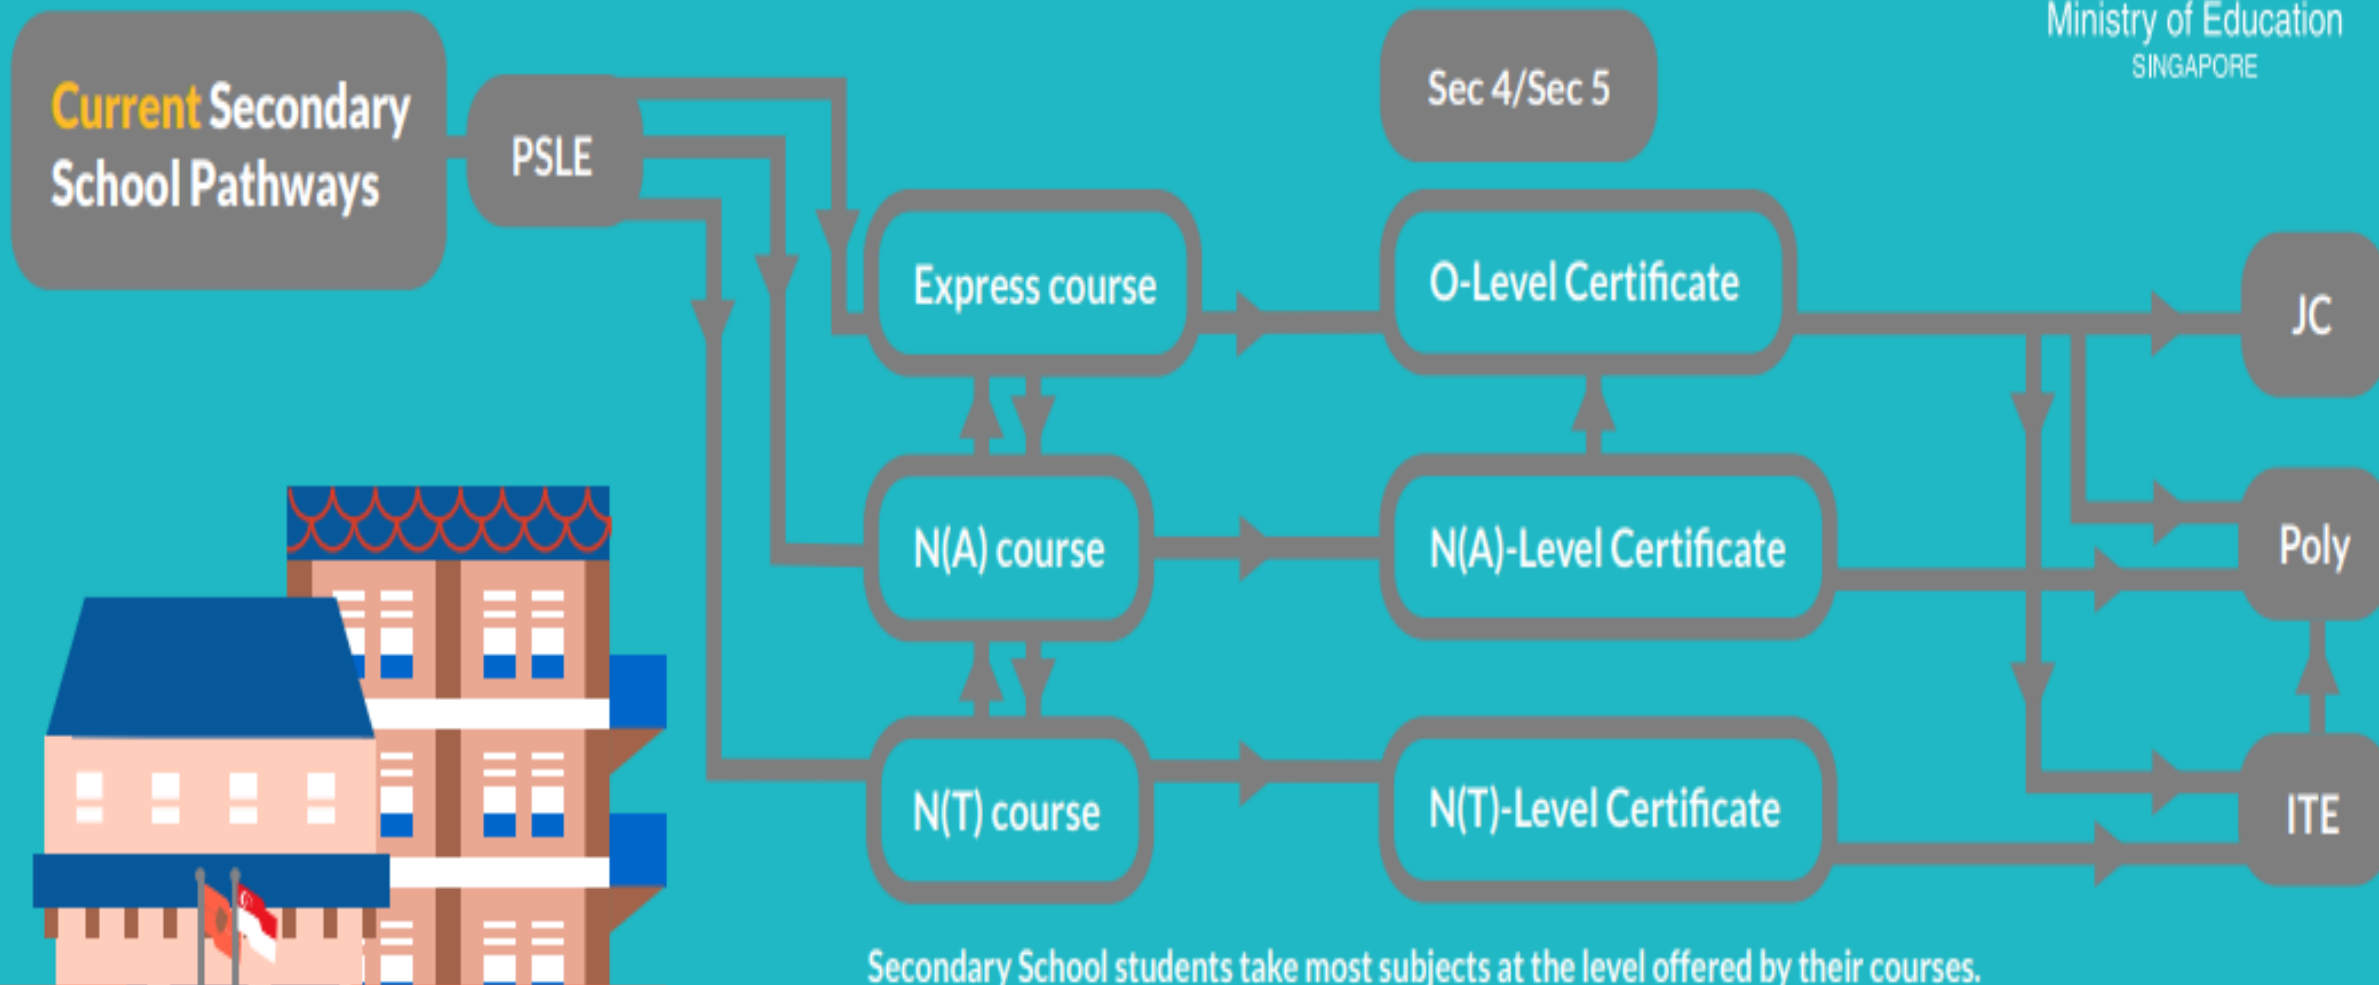 Current Secondary
School Pathways
PSLE
Sec 4/Sec 5
Ministry of Education
SINGAPORE
Express course
O-Level Certificate
JC
N(A) course
N(A)-Level Certificate
Poly
N(T) course
N(T)-Level Certificate
ITE
Secondary School students take most subjects at the level offered by their courses.